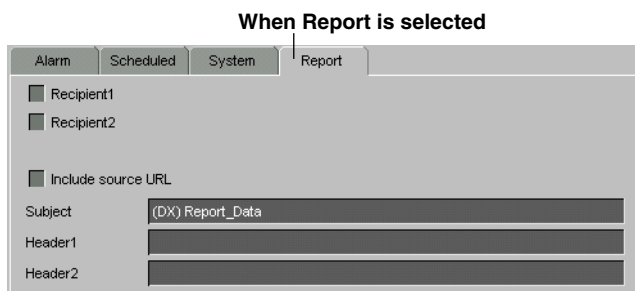 When Report is selected
Alarm Scheduled System Report
Recipient1
Recipient2
Include source URL
Subject (DX) Report_Data
Header1
Header2